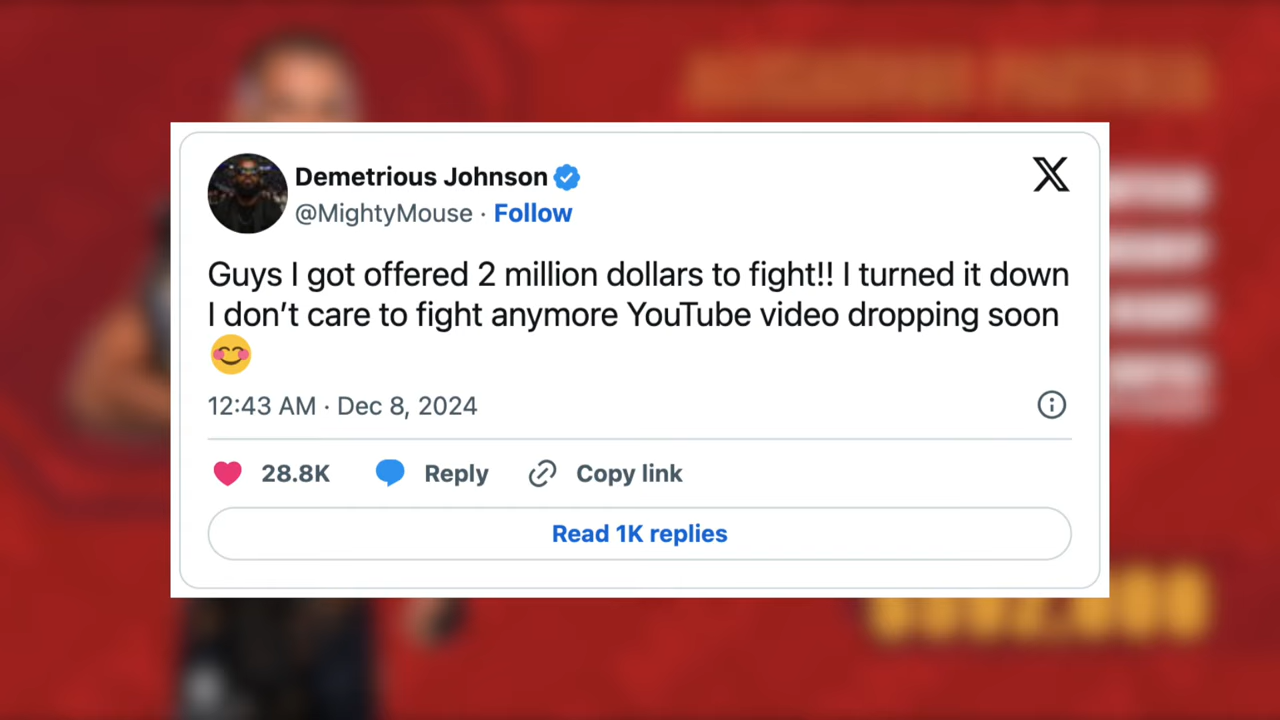 Demetrious Johnson
@MightyMouse · Follow
Guys I got offered 2 million dollars to fight!! I turned it down
I don’t care to fight anymore YouTube video dropping soon
😊
12:43 AM · Dec 8, 2024
28.8K Reply Copy link
Read 1K replies